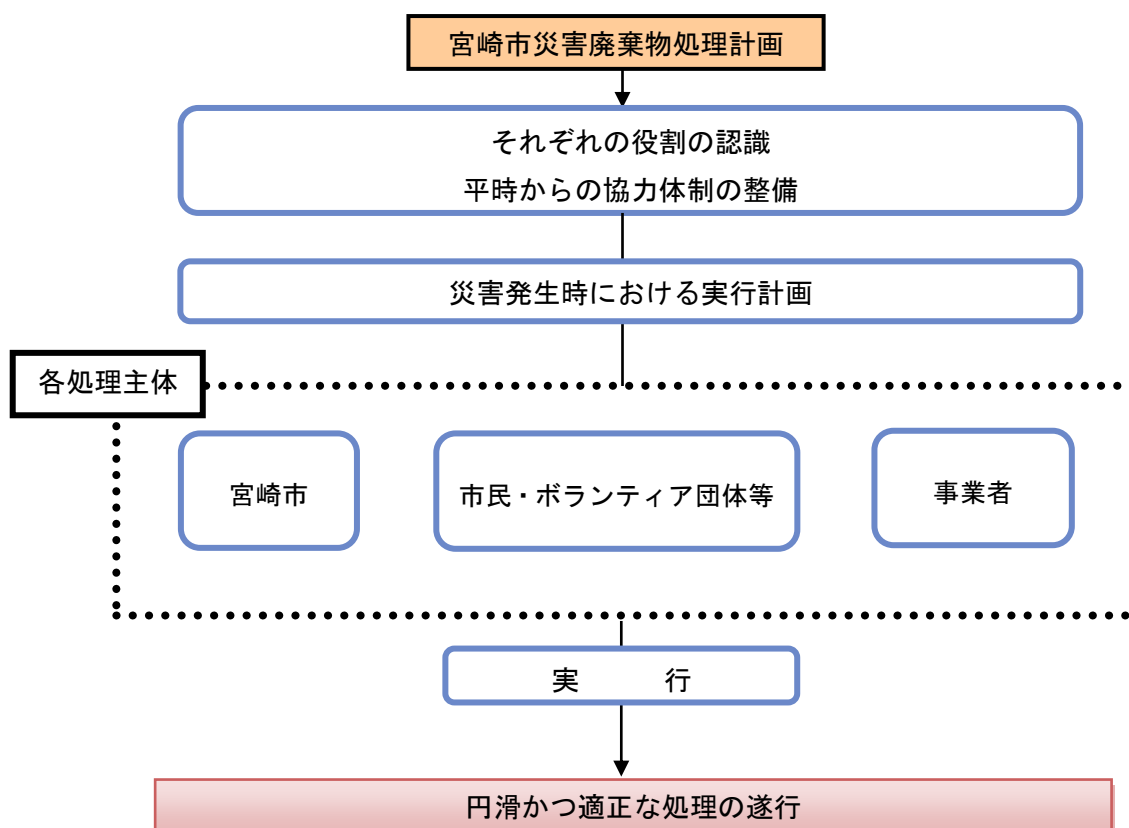 宮崎市災害廃棄物処理計画
それぞれの役割の認識
平時からの協力体制の整備
災害発生時における実行計画
各処理主体
宮崎市
市民・ボランティア団体等
事業者
実　　　行
円滑かつ適正な処理の遂行